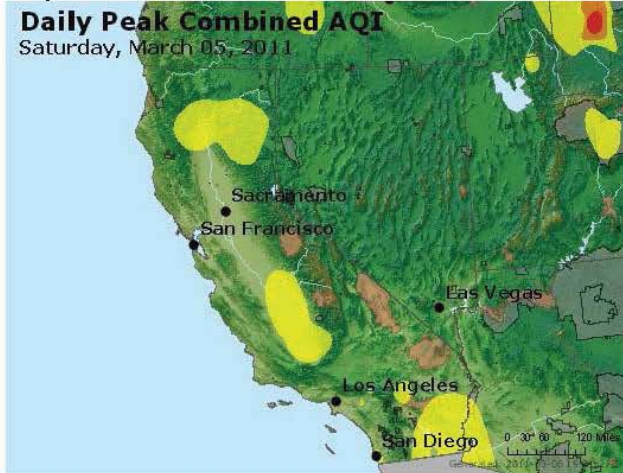 Daily Peak Combined AQI
Saturday, March 05, 2011
Sacramento
San Francisco
Las Vegas
Los Angeles
San Diego
0 30 60 120 Miles
Generated: